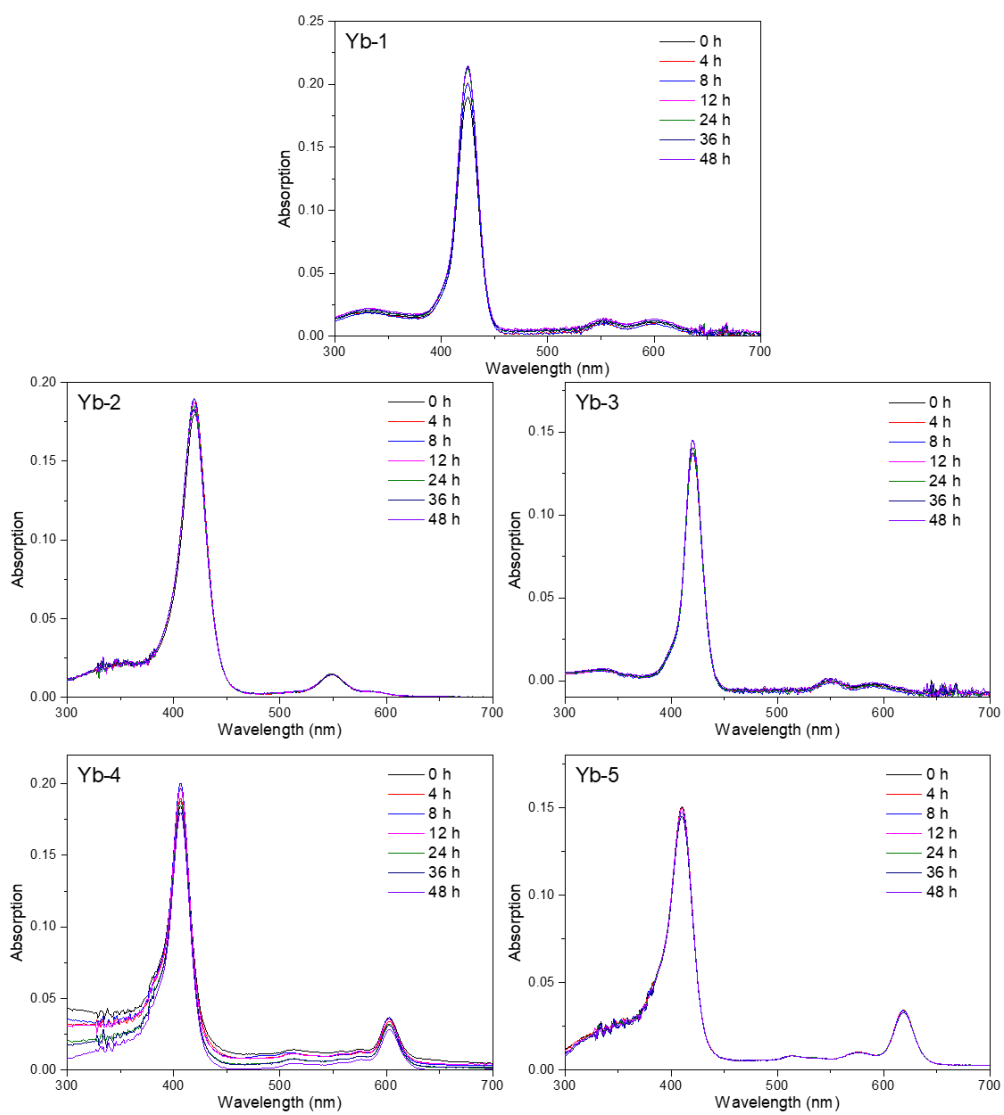 Yb-1
0 h
4 h
8 h
12 h
24 h
36 h
48 h
0.25
0.20
0.15
0.10
0.05
0.00
Absorption
300
400
500
600
700
Wavelength (nm)
Yb-2
0 h
4 h
8 h
12 h
24 h
36 h
48 h
0.20
0.15
0.10
0.05
0.00
Absorption
300
400
500
600
700
Wavelength (nm)
Yb-3
0 h
4 h
8 h
12 h
24 h
36 h
48 h
0.15
0.10
0.05
0.00
Absorption
300
400
500
600
700
Wavelength (nm)
Yb-4
0 h
4 h
8 h
12 h
24 h
36 h
48 h
0.20
0.15
0.10
0.05
0.00
Absorption
300
400
500
600
700
Wavelength (nm)
Yb-5
0 h
4 h
8 h
12 h
24 h
36 h
48 h
0.15
0.10
0.05
0.00
Absorption
300
400
500
600
700
Wavelength (nm)